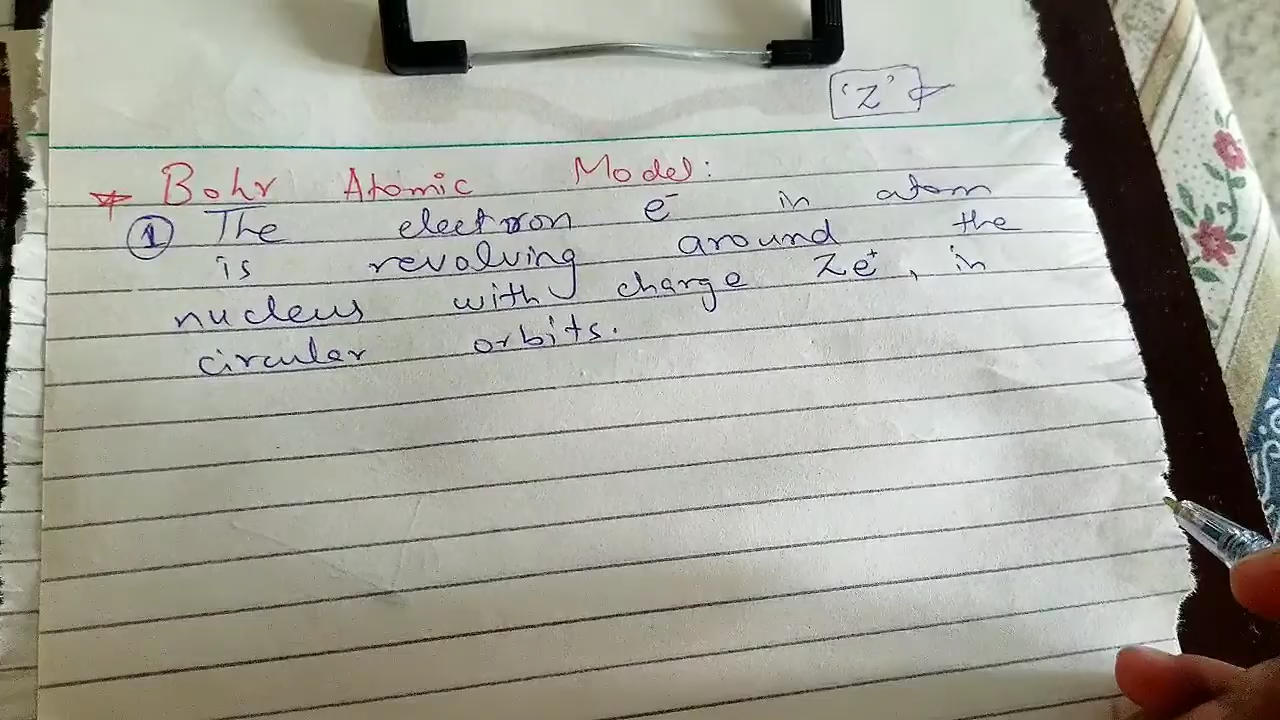 'Z'
* Bohr Atomic Model:
① The electron e⁻ in atom
is revolving around the
nucleus with charge Ze⁺, in
circular orbits.